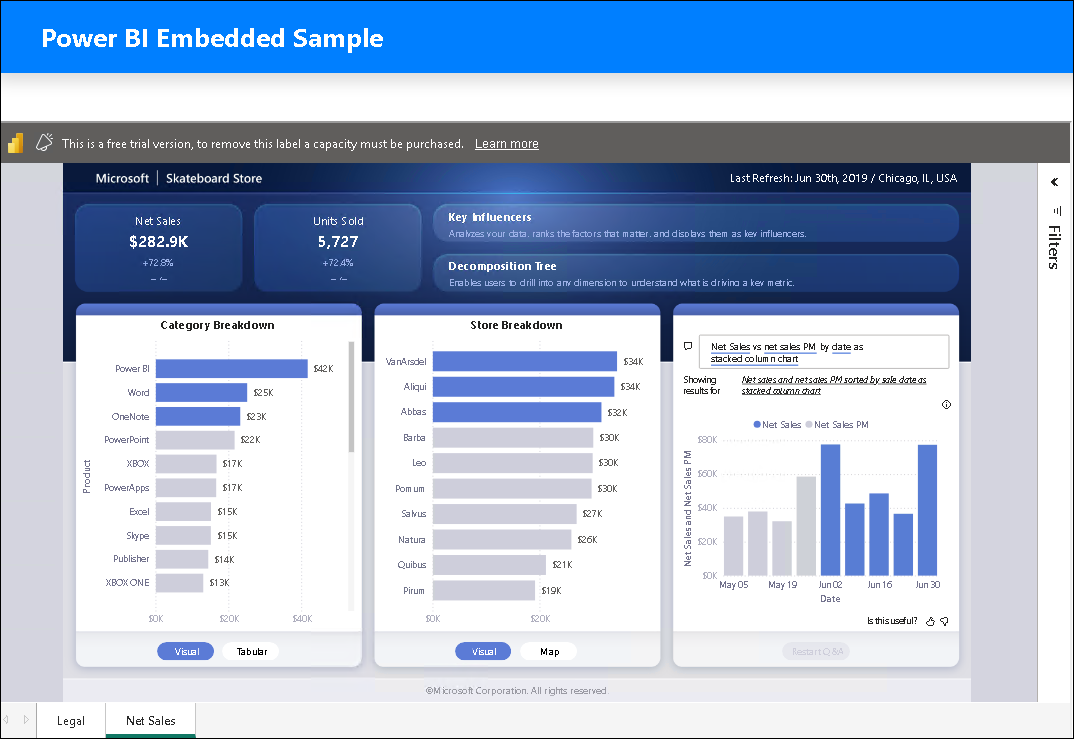 Power BI Embedded Sample
This is a free trial version, to remove this label a capacity must be purchased. Learn more
Microsoft | Skateboard Store
Last Refresh: Jun 30th, 2019 / Chicago, IL, USA
Net Sales
$282.9K
+72.8%
-- /--
Units Sold
5,727
+72.4%
-- /--
Key Influencers
Analyzes your data, ranks the factors that matter, and displays them as key influencers.
Decomposition Tree
Enables users to drill into any dimension to understand what is driving a key metric.
Filters
Category Breakdown
Product
Power BI $42K
Word $25K
OneNote $23K
PowerPoint $22K
XBOX $17K
PowerApps $17K
Excel $15K
Skype $15K
Publisher $14K
XBOX ONE $13K
$0K $20K $40K
Visual Tabular
Store Breakdown
VanArsdel $34K
Aliqui $34K
Abbas $32K
Barba $30K
Leo $30K
Pomum $30K
Salvus $27K
Natura $26K
Quibus $21K
Pirum $19K
$0K $20K
Visual Map
Net Sales vs net sales PM by date as
stacked column chart
Showing
results for
Net sales and net sales PM sorted by sale date as
stacked column chart
Net Sales Net Sales PM
Net Sales and Net Sales PM
$80K
$60K
$40K
$20K
$0K
May 05 May 19 Jun 02 Jun 16 Jun 30
Date
Is this useful?
Restart Q&A
©Microsoft Corporation. All rights reserved.
Legal Net Sales